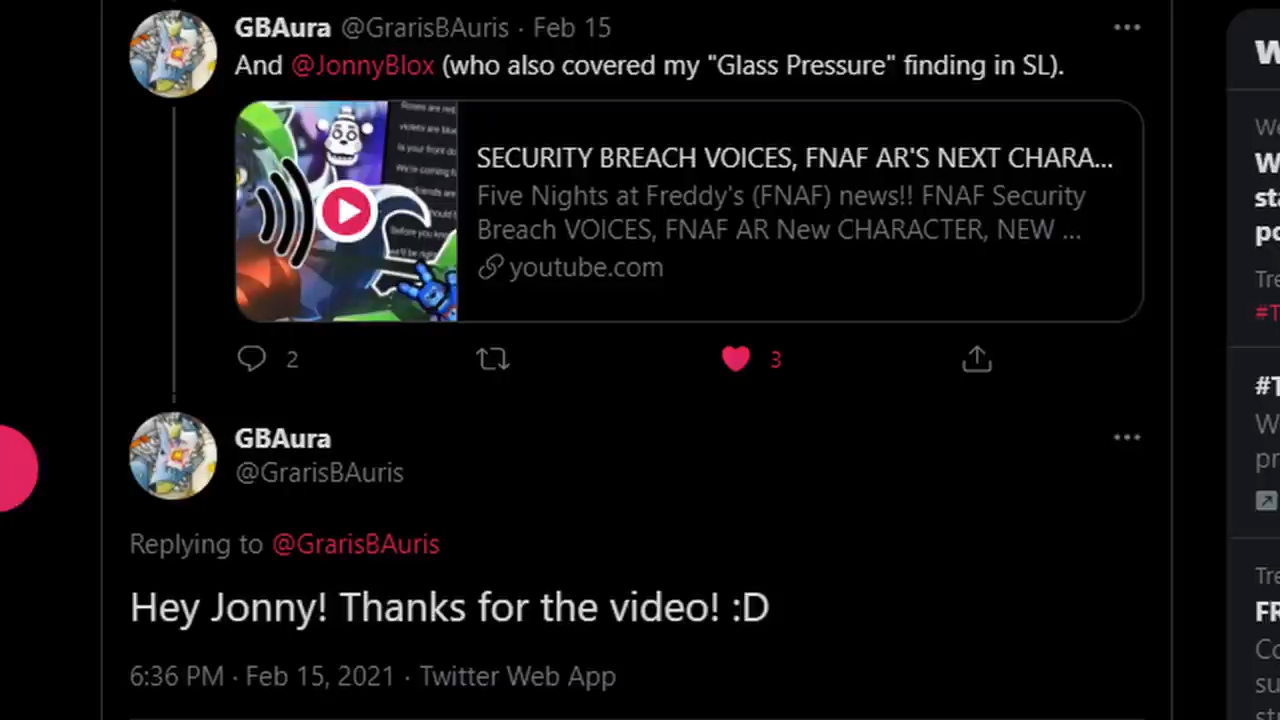 GBAura @GrarisBAuris · Feb 15
And @JonnyBlox (who also covered my "Glass Pressure" finding in SL).
SECURITY BREACH VOICES, FNAF AR'S NEXT CHARA...
Five Nights at Freddy's (FNAF) news!! FNAF Security
Breach VOICES, FNAF AR New CHARACTER, NEW ...
youtube.com
2
3
GBAura
@GrarisBAuris
Replying to @GrarisBAuris
Hey Jonny! Thanks for the video! :D
6:36 PM · Feb 15, 2021 · Twitter Web App